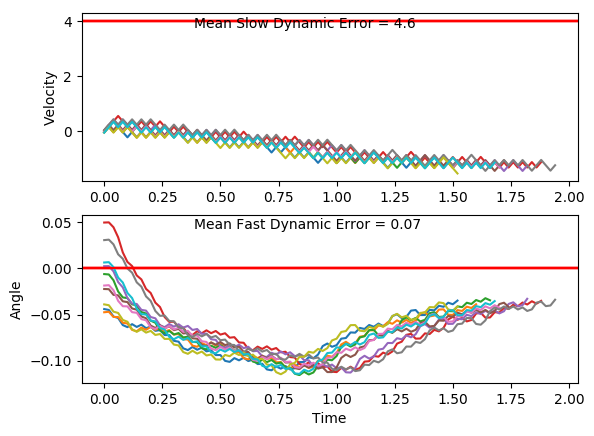 4
Mean Slow Dynamic Error = 4.6
2
Velocity
0
0.00 0.25 0.50 0.75 1.00 1.25 1.50 1.75 2.00
0.05
Mean Fast Dynamic Error = 0.07
0.00
Angle
−0.05
−0.10
0.00 0.25 0.50 0.75 1.00 1.25 1.50 1.75 2.00
Time